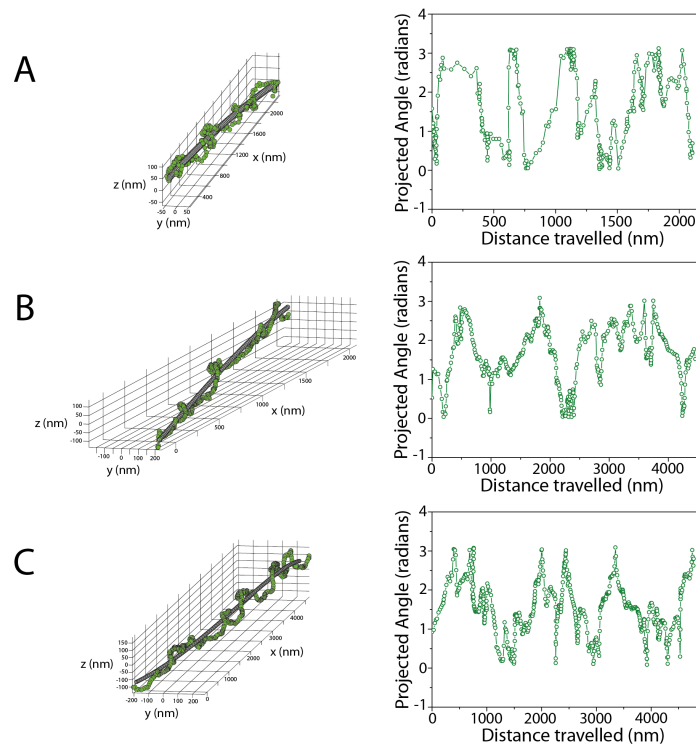 A
100
50
0
-50
z (nm)
-50 0 50
y (nm)
400
800
1200
1600
2000
x (nm)
4
3
2
1
0
-1
Projected Angle (radians)
0 500 1000 1500 2000
Distance travelled (nm)
B
100
50
0
-50
-100
z (nm)
-100 0 100 200
y (nm)
0
500
1000
1500
2000
x (nm)
4
3
2
1
0
-1
Projected Angle (radians)
0 1000 2000 3000 4000
Distance travelled (nm)
C
150
100
50
0
-50
-100
z (nm)
-200 -100 0 100 200
y (nm)
0
1000
2000
3000
4000
x (nm)
4
3
2
1
0
-1
Projected Angle (radians)
0 1000 2000 3000 4000
Distance travelled (nm)